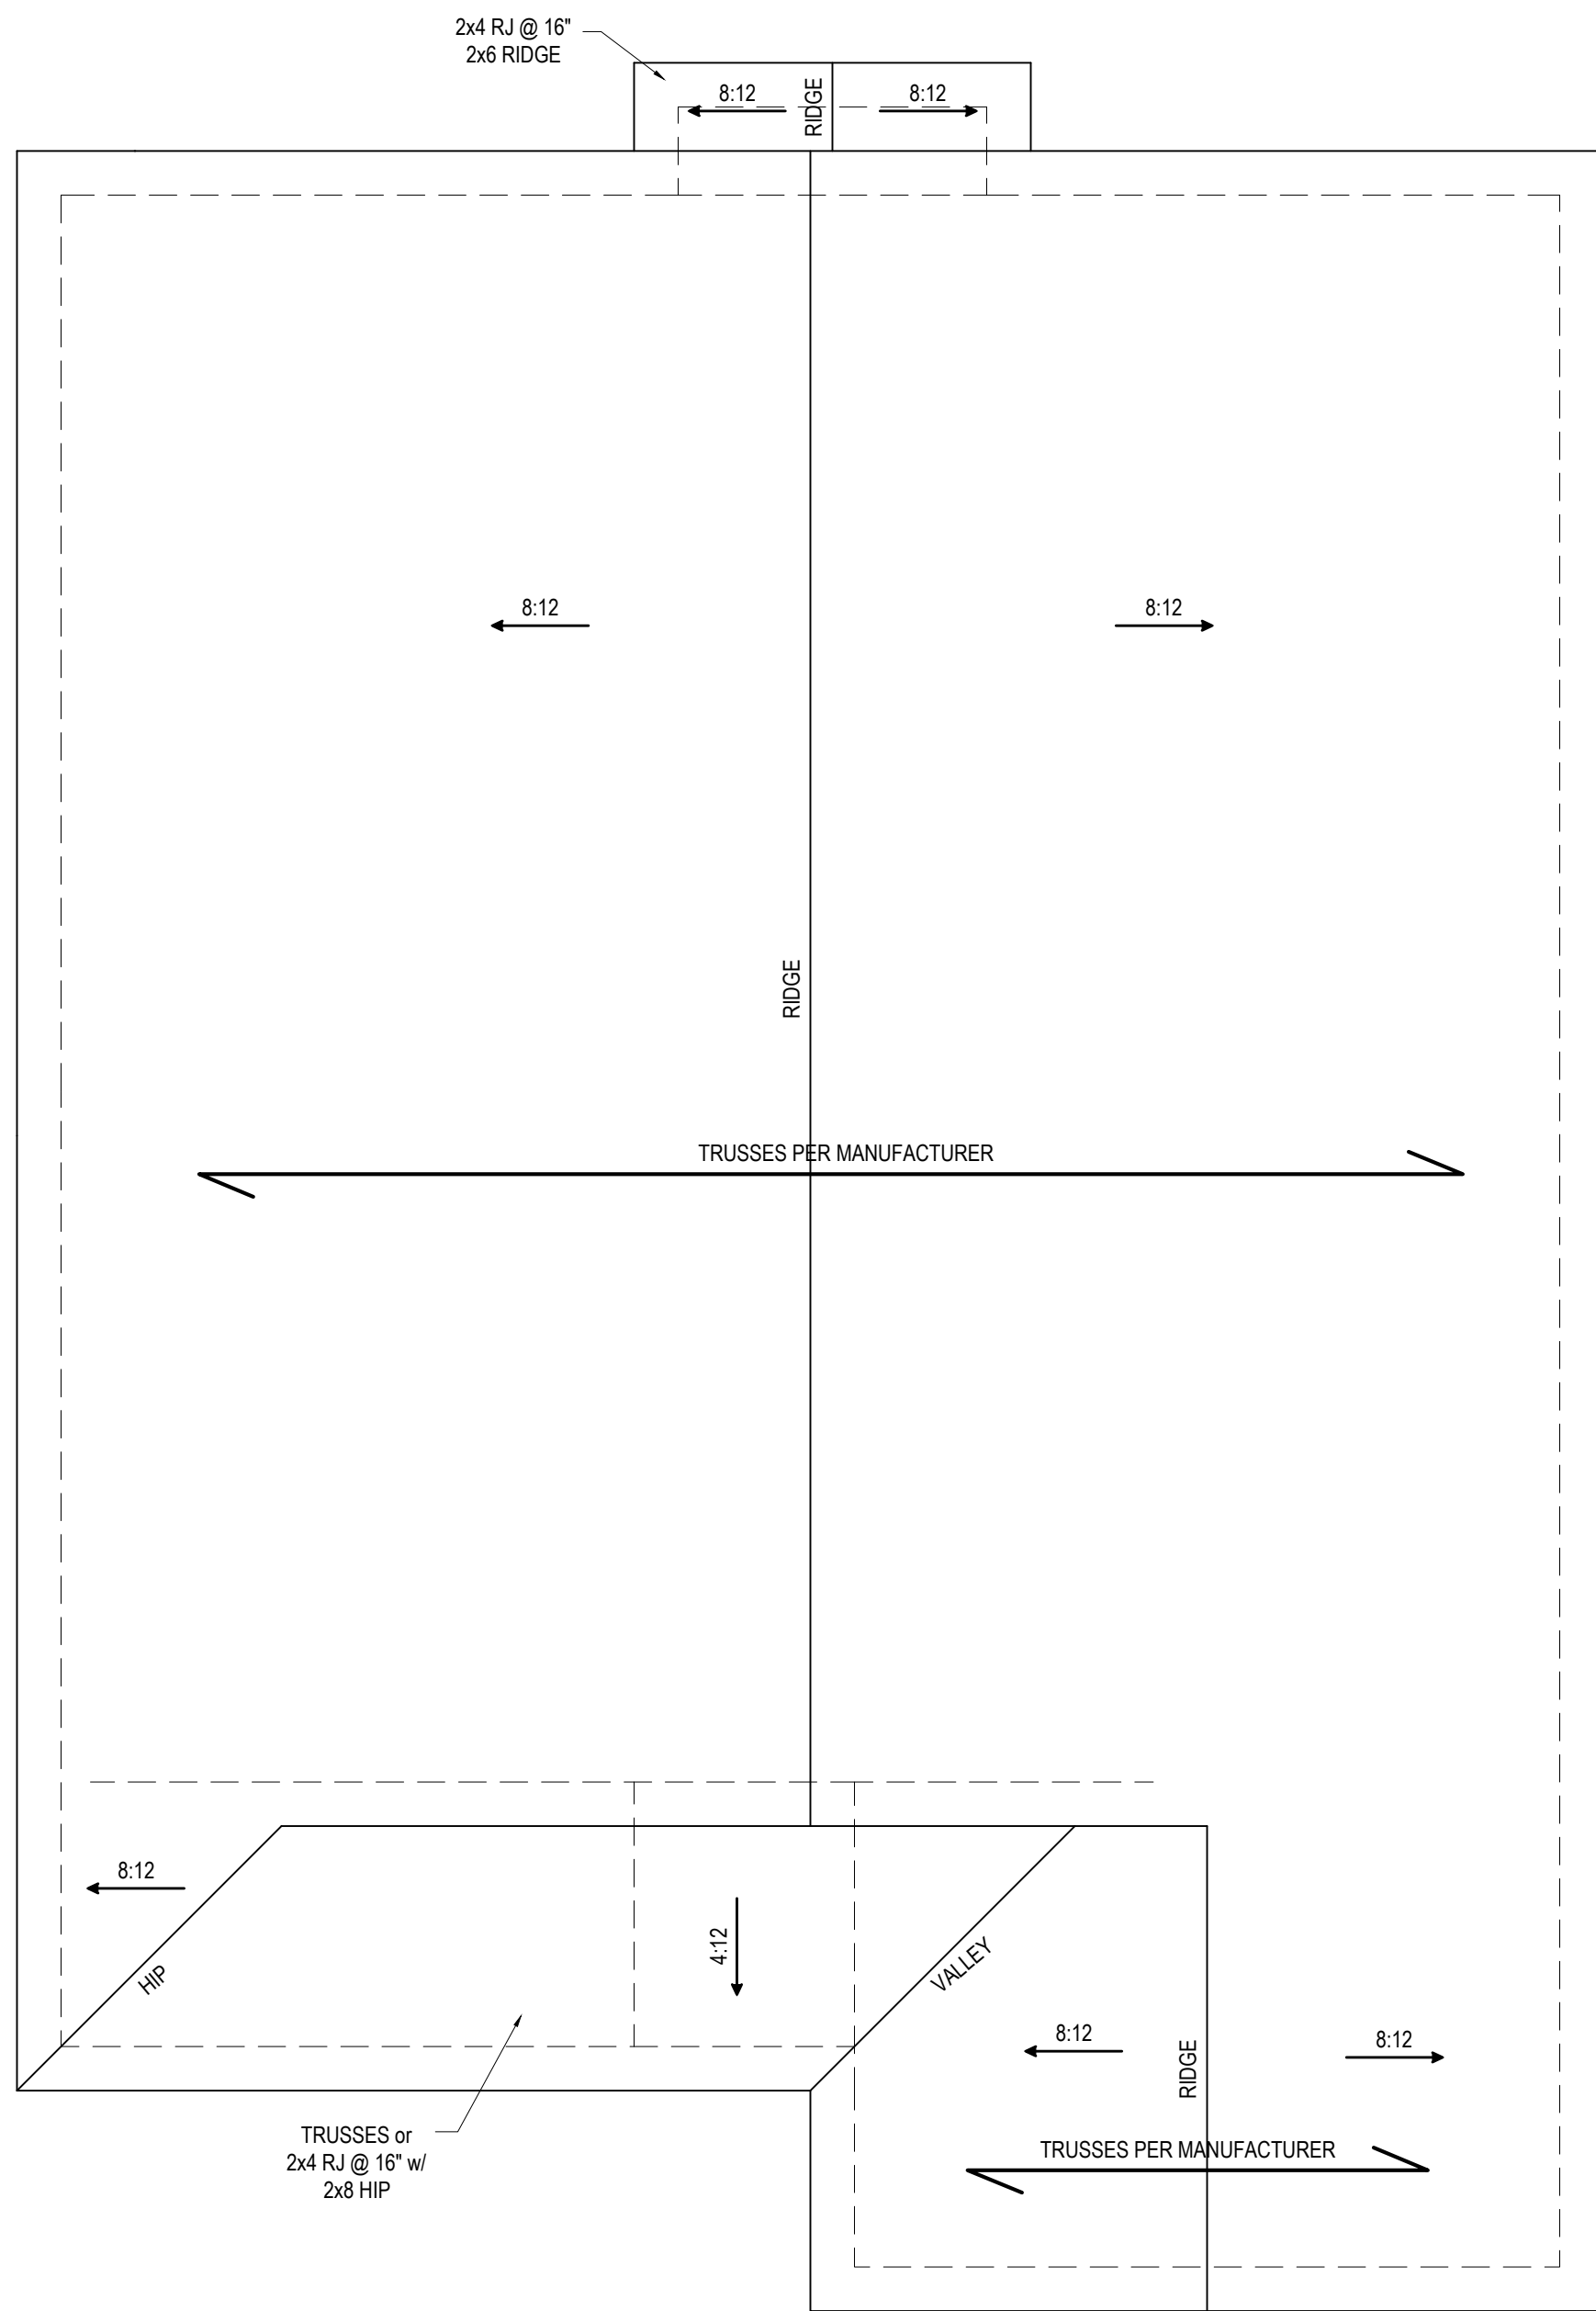 2x4 RJ @ 16"
2x6 RIDGE
8:12
RIDGE
8:12
8:12
8:12
RIDGE
TRUSSES PER MANUFACTURER
8:12
HIP
4:12
VALLEY
8:12
RIDGE
8:12
TRUSSES or
2x4 RJ @ 16" w/
2x8 HIP
TRUSSES PER MANUFACTURER